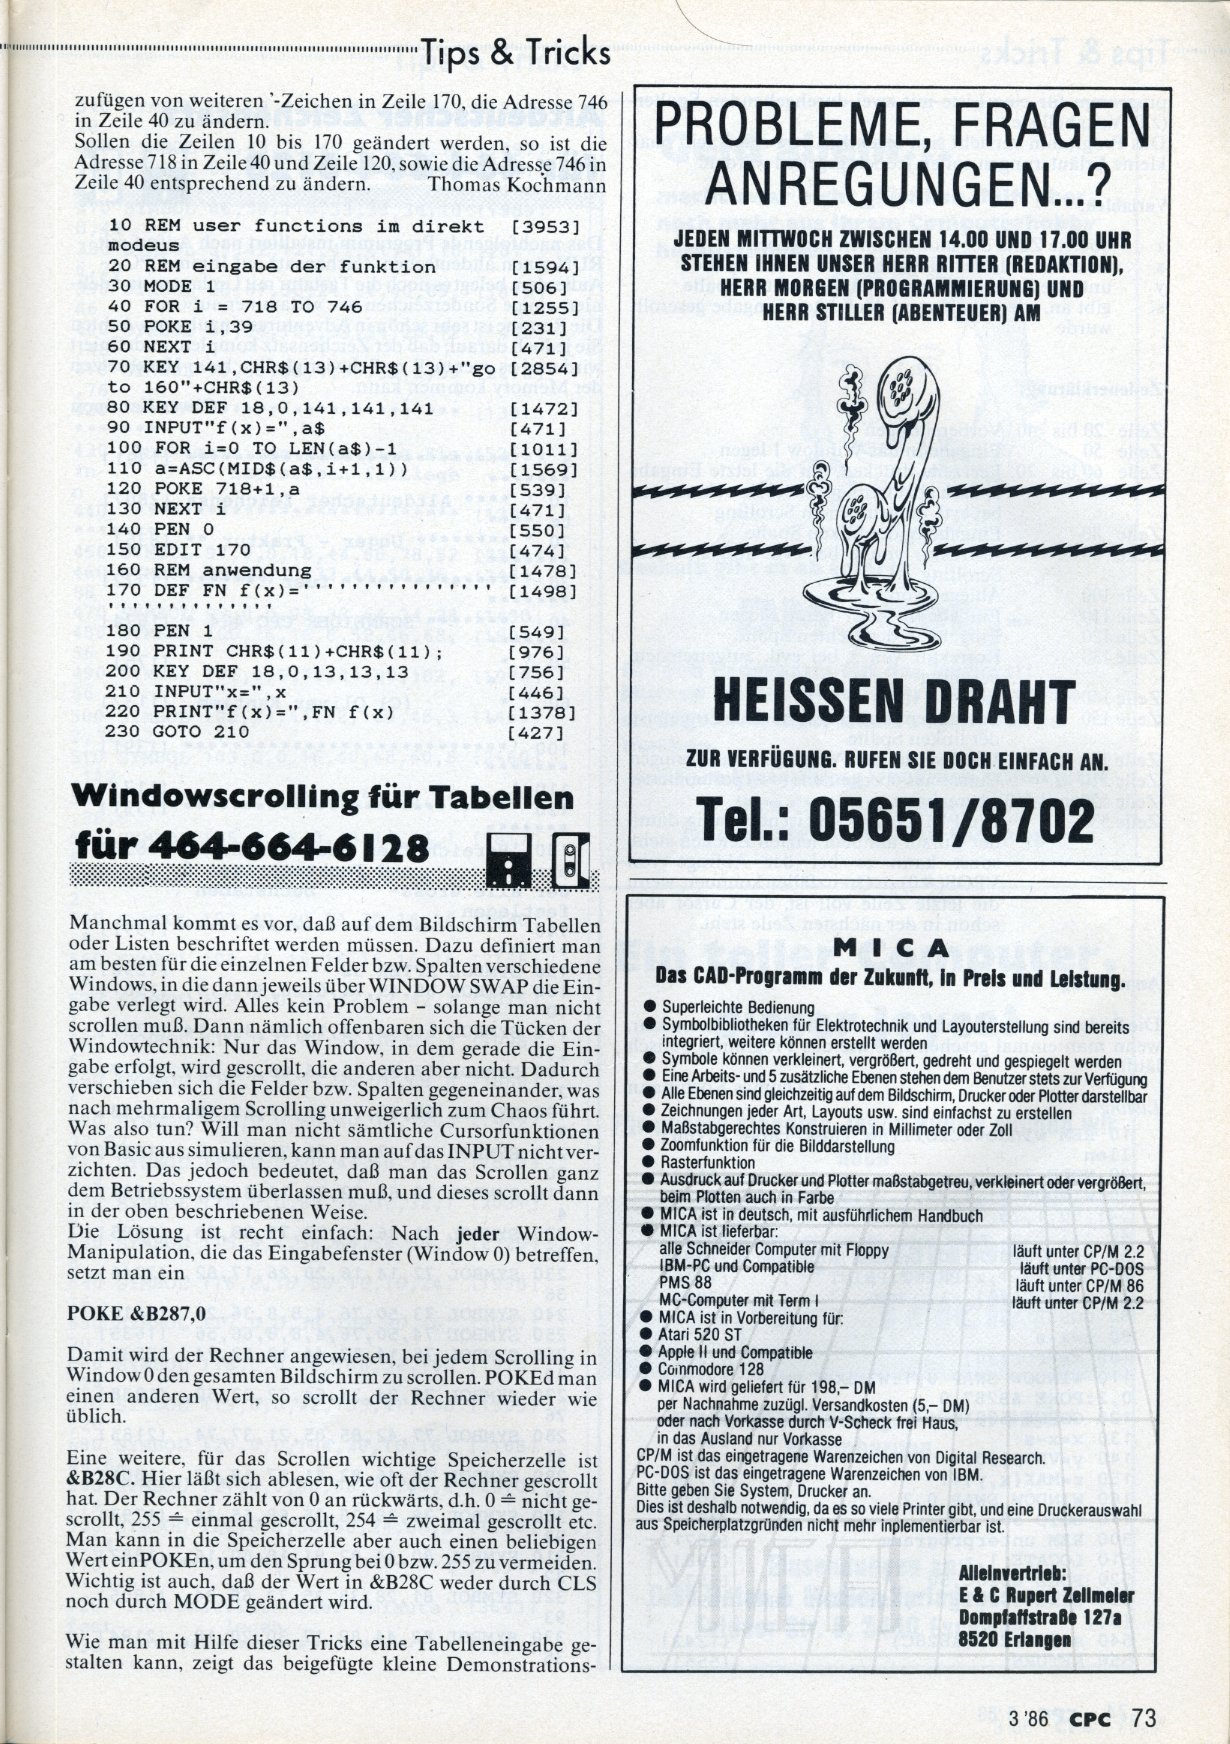 Tips & Tricks
zufügen von weiteren '-Zeichen in Zeile 170, die Adresse 746
in Zeile 40 zu ändern.
Sollen die Zeilen 10 bis 170 geändert werden, so ist die
Adresse 718 in Zeile 40 und Zeile 120, sowie die Adresse 746 in
Zeile 40 entsprechend zu ändern. Thomas Kochmann
10 REM user functions im direkt [3953]
modeus
20 REM eingabe der funktion [1594]
30 MODE 1 [506]
40 FOR i = 718 TO 746 [1255]
50 POKE i,39 [231]
60 NEXT i [471]
70 KEY 141,CHR$(13)+CHR$(13)+"go [2854]
to 160"+CHR$(13)
80 KEY DEF 18,0,141,141,141 [1472]
90 INPUT"f(x)=",a$ [471]
100 FOR i=0 TO LEN(a$)-1 [1011]
110 a=ASC(MID$(a$,i+1,1)) [1569]
120 POKE 718+i,a [539]
130 NEXT i [471]
140 PEN 0 [550]
150 EDIT 170 [474]
160 REM anwendung [1478]
170 DEF FN f(x)='''''''''''''''' [1498]
''''''''''''''
180 PEN 1 [549]
190 PRINT CHR$(11)+CHR$(11); [976]
200 KEY DEF 18,0,13,13,13 [756]
210 INPUT"x=",x [446]
220 PRINT"f(x)=",FN f(x) [1378]
230 GOTO 210 [427]
Windowscrolling für Tabellen
für 464-664-6128
Manchmal kommt es vor, daß auf dem Bildschirm Tabellen
oder Listen beschriftet werden müssen. Dazu definiert man
am besten für die einzelnen Felder bzw. Spalten verschiedene
Windows, in die dann jeweils über WINDOW SWAP die Ein-
gabe verlegt wird. Alles kein Problem – solange man nicht
scrollen muß. Dann nämlich offenbaren sich die Tücken der
Windowtechnik: Nur das Window, in dem gerade die Ein-
gabe erfolgt, wird gescrollt, die anderen aber nicht. Dadurch
verschieben sich die Felder bzw. Spalten gegeneinander, was
nach mehrmaligem Scrolling unweigerlich zum Chaos führt.
Was also tun? Will man nicht sämtliche Cursorfunktionen
von Basic aus simulieren, kann man auf das INPUT nicht ver-
zichten. Das jedoch bedeutet, daß man das Scrollen ganz
dem Betriebssystem überlassen muß, und dieses scrollt dann
in der oben beschriebenen Weise.
Die Lösung ist recht einfach: Nach jeder Window-
Manipulation, die das Eingabefenster (Window 0) betreffen,
setzt man ein
POKE &B287,0
Damit wird der Rechner angewiesen, bei jedem Scrolling in
Window 0 den gesamten Bildschirm zu scrollen. POKEd man
einen anderen Wert, so scrollt der Rechner wieder wie
üblich.
Eine weitere, für das Scrollen wichtige Speicherzelle ist
&B28C. Hier läßt sich ablesen, wie oft der Rechner gescrollt
hat. Der Rechner zählt von 0 an rückwärts, d.h. 0 ≙ nicht ge-
scrollt, 255 ≙ einmal gescrollt, 254 ≙ zweimal gescrollt etc.
Man kann in die Speicherzelle aber auch einen beliebigen
Wert einPOKEn, um den Sprung bei 0 bzw. 255 zu vermeiden.
Wichtig ist auch, daß der Wert in &B28C weder durch CLS
noch durch MODE geändert wird.
Wie man mit Hilfe dieser Tricks eine Tabelleneingabe ge-
stalten kann, zeigt das beigefügte kleine Demonstrations-
PROBLEME, FRAGEN
ANREGUNGEN...?
JEDEN MITTWOCH ZWISCHEN 14.00 UND 17.00 UHR
STEHEN IHNEN UNSER HERR RITTER (REDAKTION),
HERR MORGEN (PROGRAMMIERUNG) UND
HERR STILLER (ABENTEUER) AM
HEISSEN DRAHT
ZUR VERFÜGUNG. RUFEN SIE DOCH EINFACH AN.
Tel.: 05651/8702
MICA
Das CAD-Programm der Zukunft, in Preis und Leistung.
● Superleichte Bedienung
● Symbolbibliotheken für Elektrotechnik und Layouterstellung sind bereits
integriert, weitere können erstellt werden
● Symbole können verkleinert, vergrößert, gedreht und gespiegelt werden
● Eine Arbeits- und 5 zusätzliche Ebenen stehen dem Benutzer stets zur Verfügung
● Alle Ebenen sind gleichzeitig auf dem Bildschirm, Drucker oder Plotter darstellbar
● Zeichnungen jeder Art, Layouts usw. sind einfachst zu erstellen
● Maßstabgerechtes Konstruieren in Millimeter oder Zoll
● Zoomfunktion für die Bilddarstellung
● Rasterfunktion
● Ausdruck auf Drucker und Plotter maßstabgetreu, verkleinert oder vergrößert,
beim Plotten auch in Farbe
● MICA ist in deutsch, mit ausführlichem Handbuch
● MICA ist lieferbar:
alle Schneider Computer mit Floppy läuft unter CP/M 2.2
IBM-PC und Compatible läuft unter PC-DOS
PMS 88 läuft unter CP/M 86
MC-Computer mit Term I läuft unter CP/M 2.2
● MICA ist in Vorbereitung für:
● Atari 520 ST
● Apple II und Compatible
● Commodore 128
● MICA wird geliefert für 198,– DM
per Nachnahme zuzügl. Versandkosten (5,– DM)
oder nach Vorkasse durch V-Scheck frei Haus,
in das Ausland nur Vorkasse
CP/M ist das eingetragene Warenzeichen von Digital Research.
PC-DOS ist das eingetragene Warenzeichen von IBM.
Bitte geben Sie System, Drucker an.
Dies ist deshalb notwendig, da es so viele Printer gibt, und eine Druckerauswahl
aus Speicherplatzgründen nicht mehr inplementierbar ist.
Alleinvertrieb:
E & C Rupert Zellmeier
Dompfaffstraße 127a
8520 Erlangen
3 '86 CPC 73